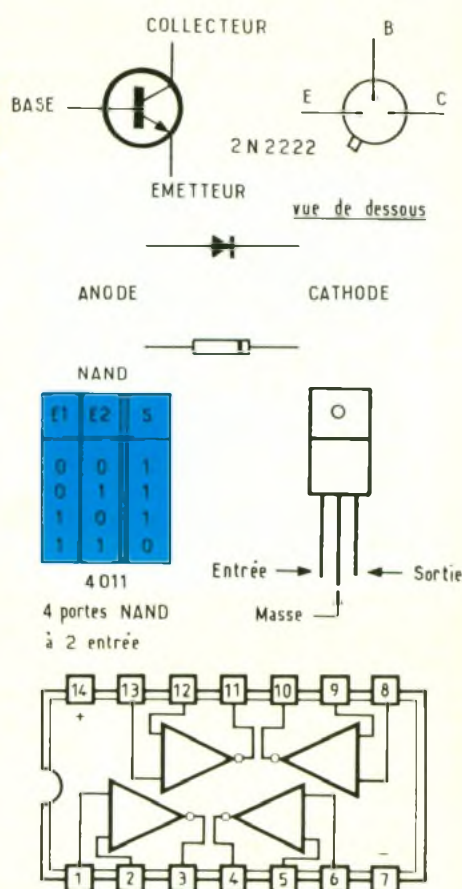 COLLECTEUR
BASE
EMETTEUR
B
E
C
2N2222
vue de dessous
ANODE
CATHODE
NAND
E1 E2 S
0 0 1
0 1 1
1 0 1
1 1 0
4011
4 portes NAND
à 2 entrée
Entrée
Sortie
Masse
14 13 12 11 10 9 8
+
−
1 2 3 4 5 6 7